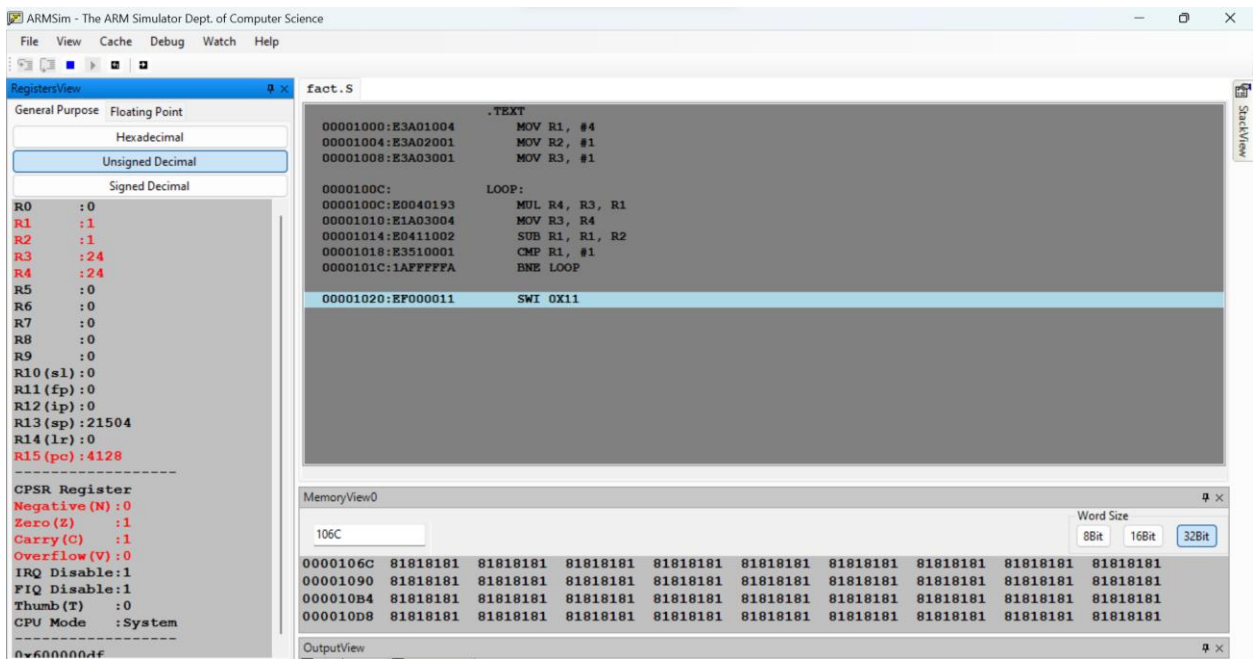 ARMSim - The ARM Simulator Dept. of Computer Science
File View Cache Debug Watch Help
RegistersView
General Purpose Floating Point
Hexadecimal
Unsigned Decimal
Signed Decimal
R0 :0
R1 :1
R2 :1
R3 :24
R4 :24
R5 :0
R6 :0
R7 :0
R8 :0
R9 :0
R10(sl):0
R11(fp):0
R12(ip):0
R13(sp):21504
R14(lr):0
R15(pc):4128
-------------------
CPSR Register
Negative(N):0
Zero(Z) :1
Carry(C) :1
Overflow(V):0
IRQ Disable:1
FIQ Disable:1
Thumb(T) :0
CPU Mode :System
-------------------
0x600000df
fact.S
.TEXT
00001000:E3A01004 MOV R1, #4
00001004:E3A02001 MOV R2, #1
00001008:E3A03001 MOV R3, #1
0000100C: LOOP:
0000100C:E0040193 MUL R4, R3, R1
00001010:E1A03004 MOV R3, R4
00001014:E0411002 SUB R1, R1, R2
00001018:E3510001 CMP R1, #1
0000101C:1AFFFFFA BNE LOOP
00001020:EF000011 SWI 0X11
StackView
MemoryView0
106C
Word Size
8Bit 16Bit 32Bit
0000106C 81818181 81818181 81818181 81818181 81818181 81818181 81818181 81818181 81818181
00001090 81818181 81818181 81818181 81818181 81818181 81818181 81818181 81818181 81818181
000010B4 81818181 81818181 81818181 81818181 81818181 81818181 81818181 81818181 81818181
000010D8 81818181 81818181 81818181 81818181 81818181 81818181 81818181 81818181 81818181
OutputView